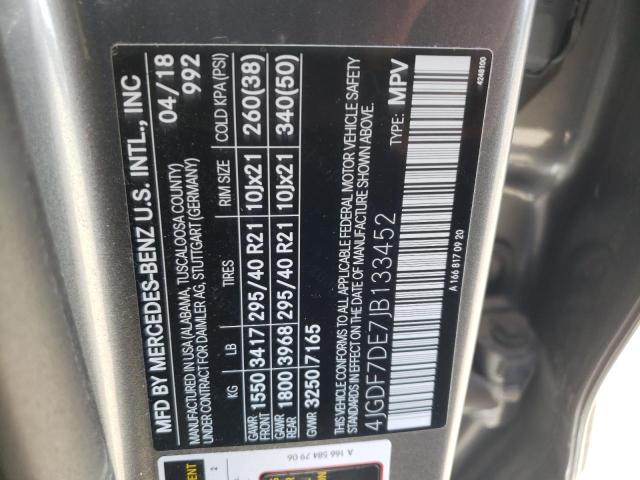 MFD BY MERCEDES-BENZ U.S. INTL., INC
MANUFACTURED IN USA (ALABAMA, TUSCALOOSA COUNTY)
CONSTRUCTED FOR DAIMLER AG, STUTTGART (GERMANY)
04/18
992
KG LB TIRES RIM SIZE COLD KPA (PSI)
GAWR FRONT 1550 3417 295/40 R21 10Jx21 260(38)
GAWR REAR 1800 3968 295/40 R21 10Jx21 340(50)
GVWR 3250 7165
THIS VEHICLE CONFORMS TO ALL APPLICABLE FEDERAL MOTOR VEHICLE SAFETY
STANDARDS IN EFFECT ON THE DATE OF MANUFACTURE SHOWN ABOVE.
4JGDF7DE7JB133452
TYPE: MPV
A 166 817 09 20
4248100
A 166 584 29 06
2